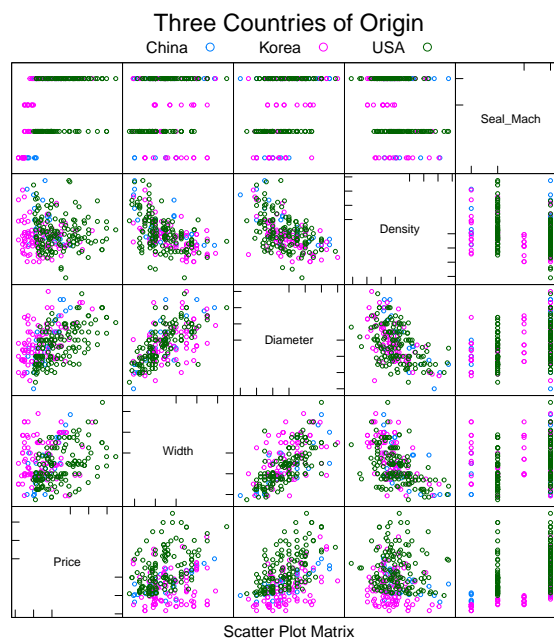 Three Countries of Origin
China Korea USA
Seal_Mach
Density
Diameter
Width
Price
Scatter Plot Matrix